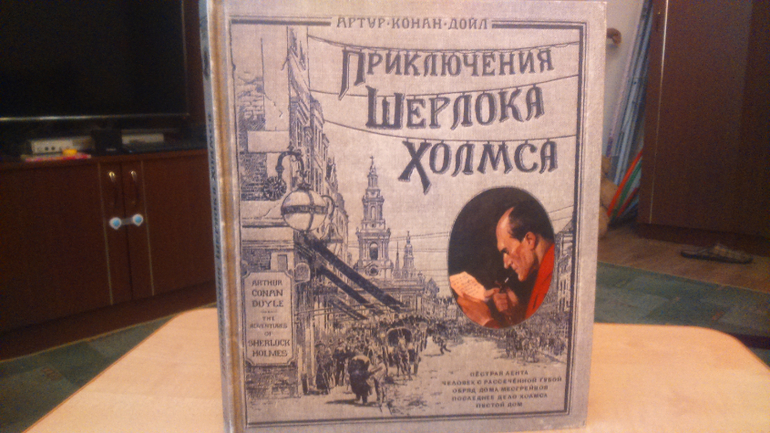 АРТУР·КОНАН·ДОЙЛ
ПРИКЛЮЧЕНИЯ
ШЕРЛОКА
ХОЛМСА
ARTHUR
CONAN
DOYLE
THE
ADVENTURES
OF
SHERLOCK
HOLMES
ПЁСТРАЯ ЛЕНТА
ЧЕЛОВЕК С РАССЕЧЁННОЙ ГУБОЙ
ОБРЯД ДОМА МЕСГРЕЙВОВ
ПОСЛЕДНЕЕ ДЕЛО ХОЛМСА
ПУСТОЙ ДОМ